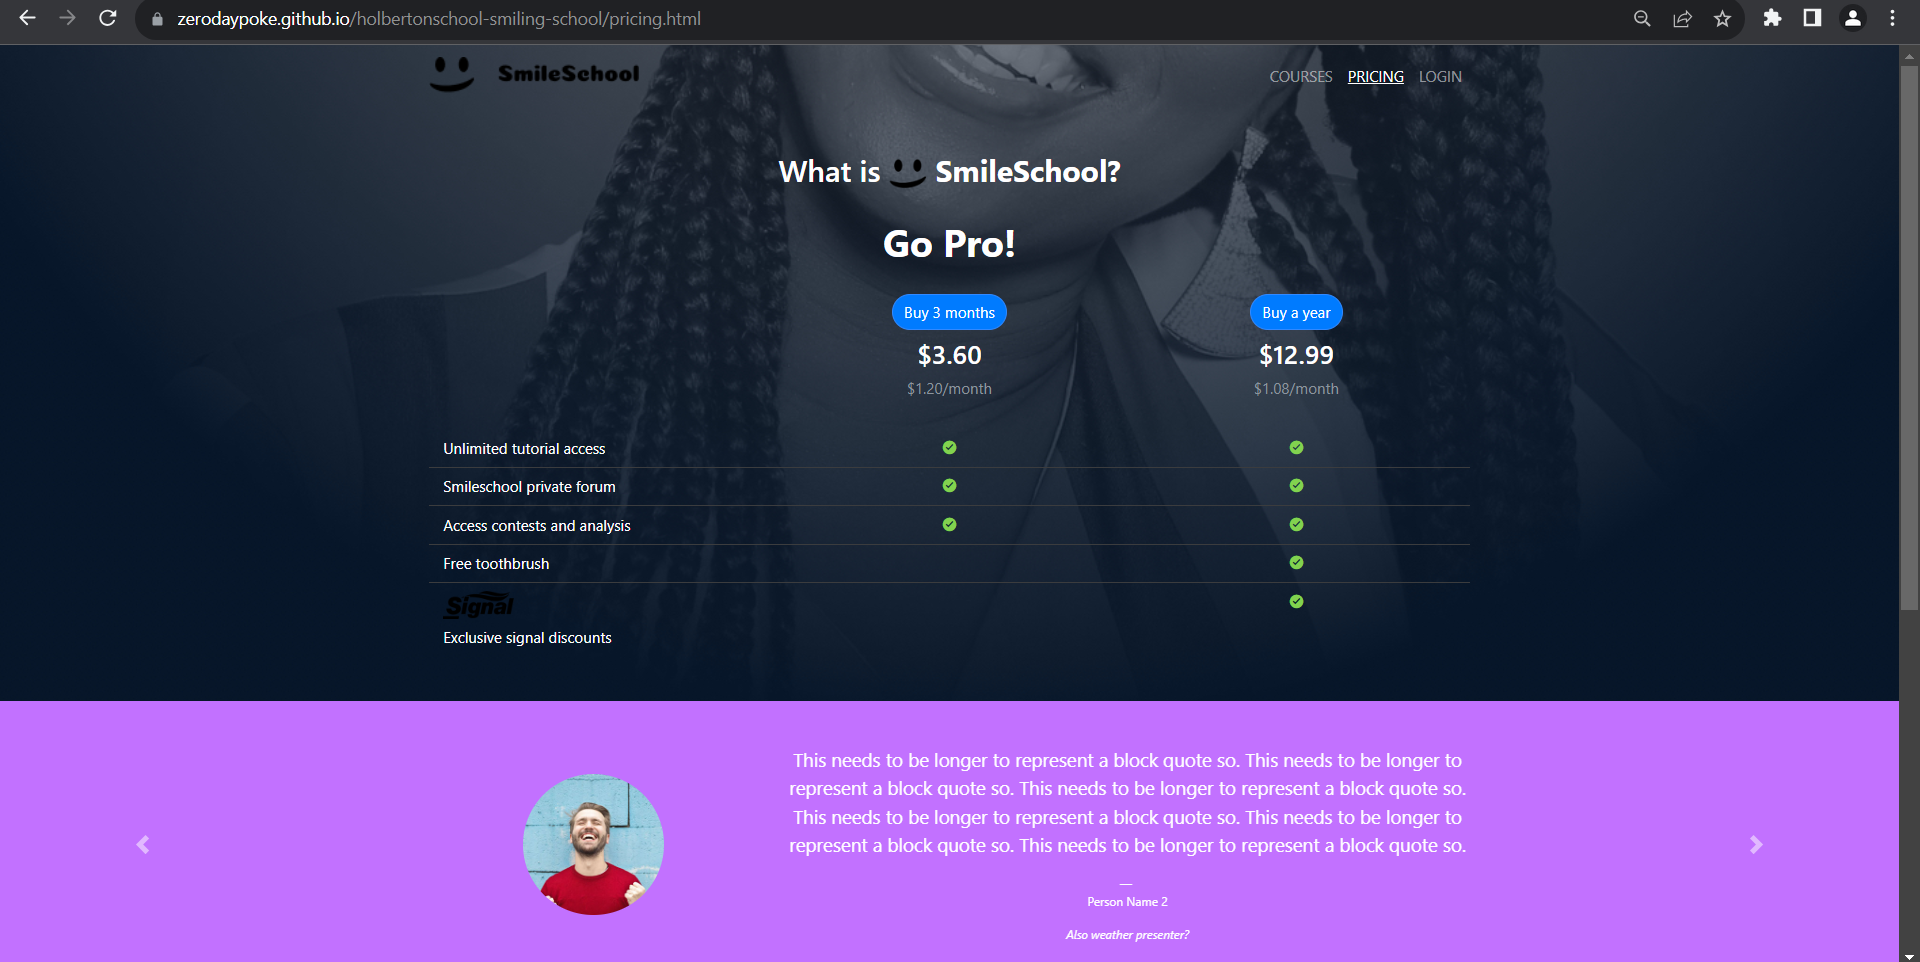 zerodaypoke.github.io/holbertonschool-smiling-school/pricing.html
SmileSchool
COURSES PRICING LOGIN
What is SmileSchool?
Go Pro!
Buy 3 months Buy a year
$3.60 $12.99
$1.20/month $1.08/month
Unlimited tutorial access
Smileschool private forum
Access contests and analysis
Free toothbrush
Signal
Exclusive signal discounts
This needs to be longer to represent a block quote so. This needs to be longer to
represent a block quote so. This needs to be longer to represent a block quote so.
This needs to be longer to represent a block quote so. This needs to be longer to
represent a block quote so. This needs to be longer to represent a block quote so.
—
Person Name 2
Also weather presenter?